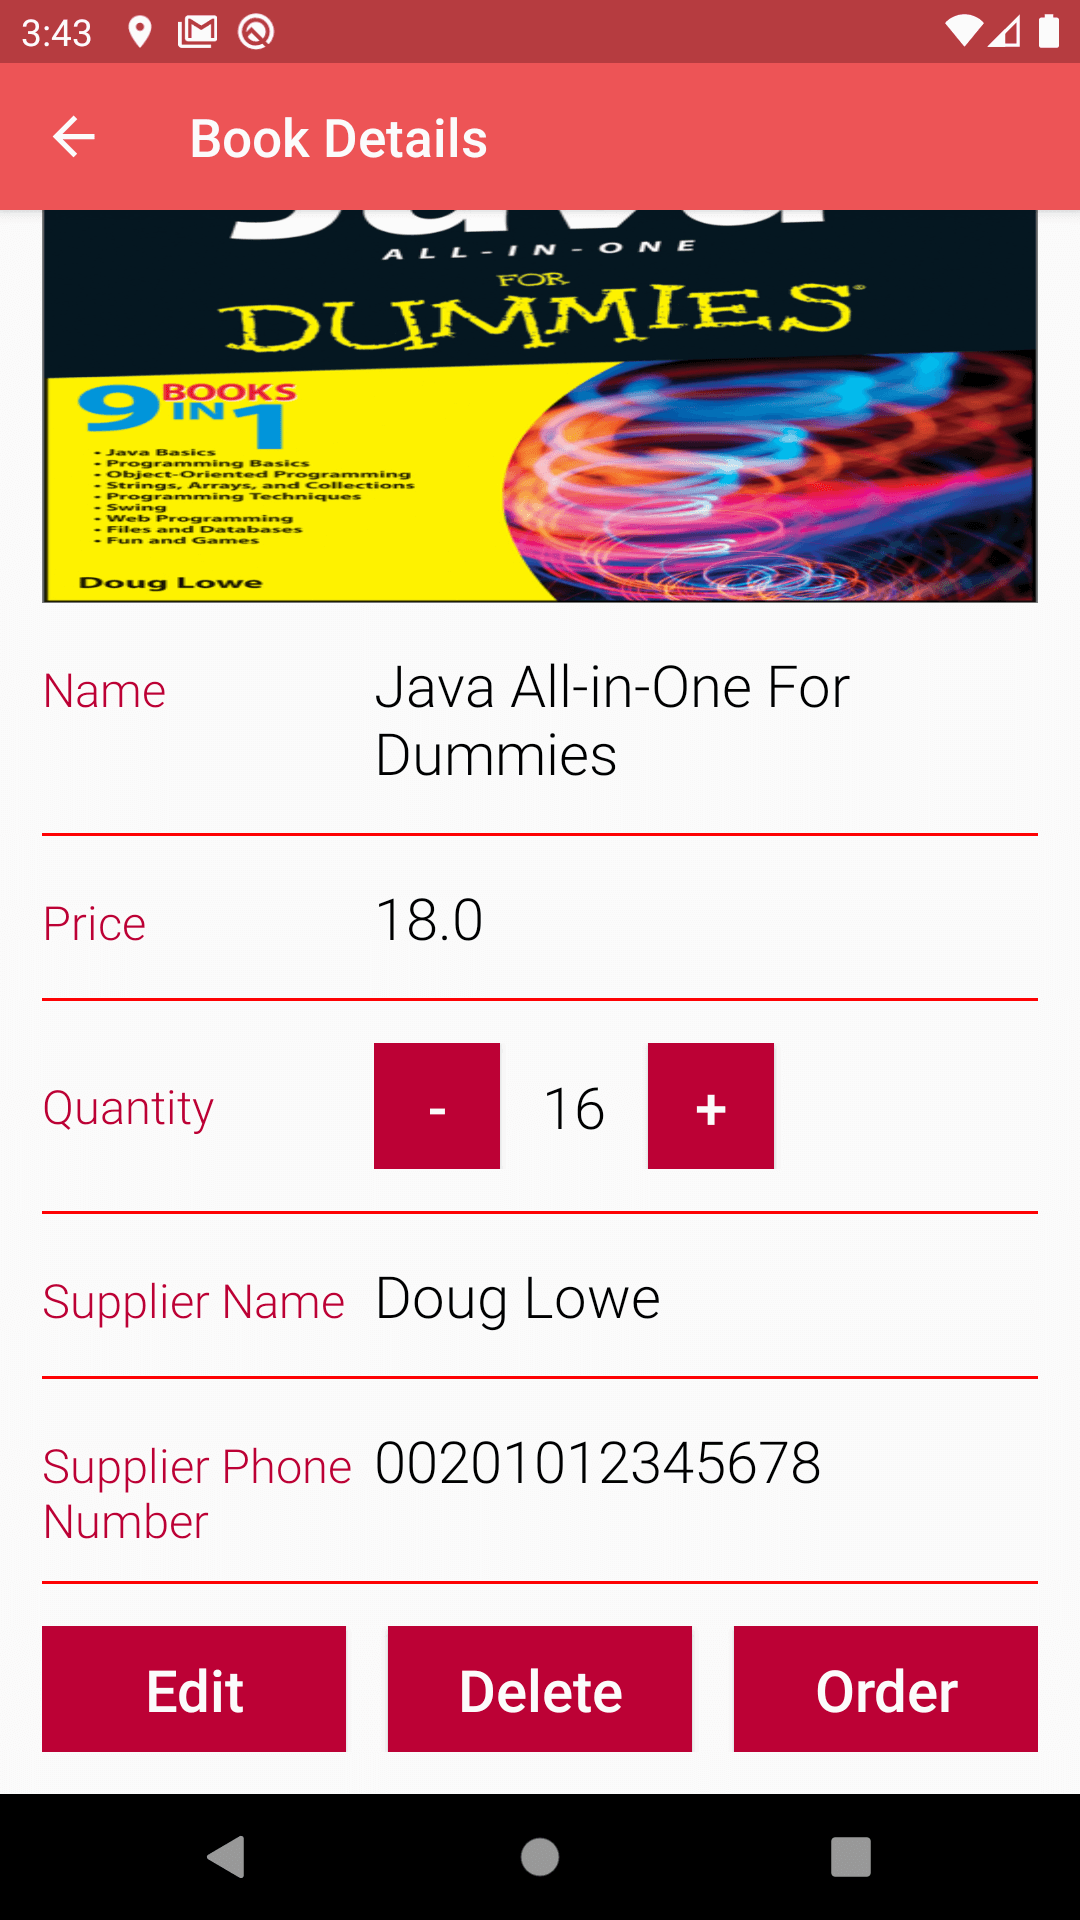 3:43
Book Details
Java
ALL-IN-ONE
FOR
DUMMIES®
9 BOOKS IN 1
• Java Basics
• Programming Basics
• Object-Oriented Programming
• Strings, Arrays, and Collections
• Programming Techniques
• Swing
• Web Programming
• Files and Databases
• Fun and Games
Doug Lowe
Name
Java All-in-One For
Dummies
Price
18.0
Quantity
-
16
+
Supplier Name
Doug Lowe
Supplier Phone
Number
00201012345678
Edit
Delete
Order